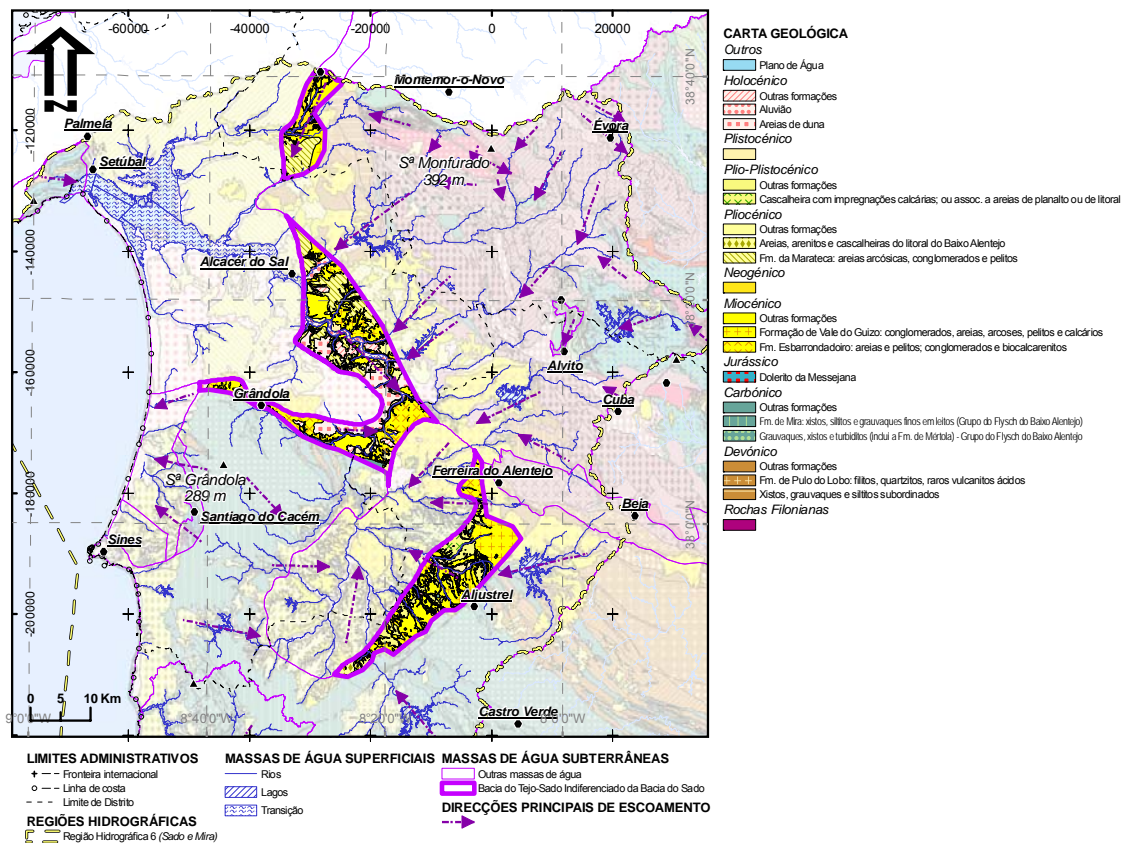 -60000 -40000 -20000 0 20000
38°40'N
N
Montemor-o-Novo
-120000
Palmela
Évora
Setúbal
Sª Monfurado
392 m
-140000
Alcácer do Sal
38°20'N
-160000
Alvito
Grândola
Cuba
Ferreira do Alentejo
Sª Grândola
289 m
-180000
Santiago do Cacém
Beja
38°0'N
Sines
Aljustrel
-200000
0 5 10 Km
9°0'0"W 8°40'0"W 8°20'0"W 8°0'0"W
Castro Verde
CARTA GEOLÓGICA
Outros
Plano de Água
Holocénico
Outras formações
Aluvião
Areias de duna
Plistocénico
Plio-Plistocénico
Outras formações
Cascalheira com impregnações calcárias; ou assoc. a areias de planalto ou de litoral
Pliocénico
Outras formações
Areias, arenitos e cascalheiras do litoral do Baixo Alentejo
Fm. da Marateca: areias arcósicas, conglomerados e pelitos
Neogénico
Miocénico
Outras formações
Formação de Vale do Guizo: conglomerados, areias, arcoses, pelitos e calcários
Fm. Esbarrondadoiro: areias e pelitos; conglomerados e biocalcarenitos
Jurássico
Dolerito da Messejana
Carbónico
Outras formações
Fm. de Mira: xistos, siltitos e grauvaques finos em leitos (Grupo do Flysch do Baixo Alentejo)
Grauvaques, xistos e turbiditos (inclui a Fm. de Mértola) - Grupo do Flysch do Baixo Alentejo
Devónico
Outras formações
Fm. de Pulo do Lobo: filitos, quartzitos, raros vulcanitos ácidos
Xistos, grauvaques e siltitos subordinados
Rochas Filonianas
LIMITES ADMINISTRATIVOS
Fronteira internacional
Linha de costa
Limite de Distrito
REGIÕES HIDROGRÁFICAS
Região Hidrográfica 6 (Sado e Mira)
MASSAS DE ÁGUA SUPERFICIAIS
Rios
Lagos
Transição
MASSAS DE ÁGUA SUBTERRÂNEAS
Outras massas de água
Bacia do Tejo-Sado Indiferenciado da Bacia do Sado
DIRECÇÕES PRINCIPAIS DE ESCOAMENTO